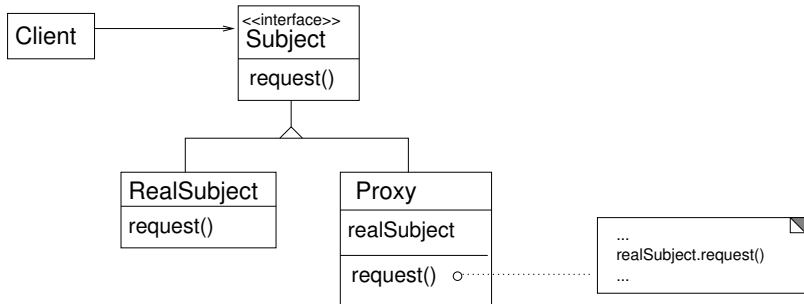 Client
<<interface>>
Subject
request()
RealSubject
request()
Proxy
realSubject
request()
...
realSubject.request()
...